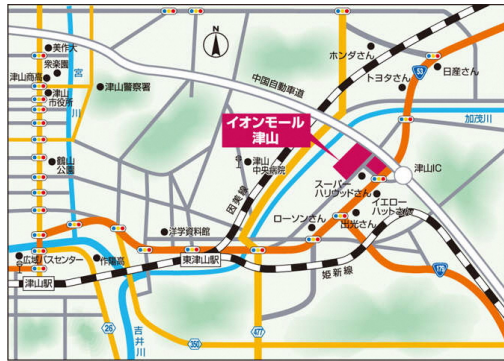 N
美作大
衆楽園
津山商高
津山
市役所
宮
川
津山警察署
ホンダさん
日産さん
トヨタさん
53
中国自動車道
加茂川
イオンモール
津山
津山IC
鶴山
公園
津山
中央病院
因美線
スーパー
ハリウッドさん
イエロー
ハットさん
ローソンさん
出光さん
洋学資料館
広域バスセンター
作陽高
東津山駅
姫新線
津山駅
179
26
吉
井
川
350
477